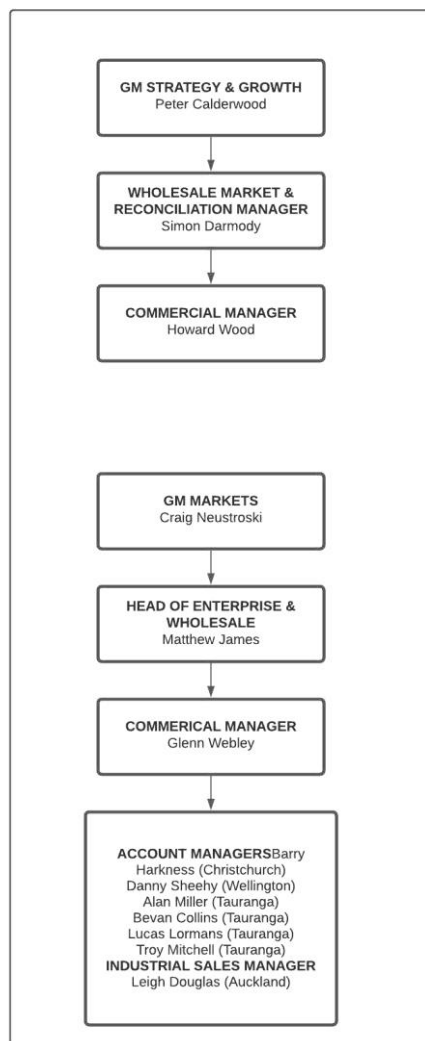 GM STRATEGY & GROWTH
Peter Calderwood
WHOLESALE MARKET &
RECONCILIATION MANAGER
Simon Darmody
COMMERCIAL MANAGER
Howard Wood
GM MARKETS
Craig Neustroski
HEAD OF ENTERPRISE &
WHOLESALE
Matthew James
COMMERICAL MANAGER
Glenn Webley
ACCOUNT MANAGERSBarry
Harkness (Christchurch)
Danny Sheehy (Wellington)
Alan Miller (Tauranga)
Bevan Collins (Tauranga)
Lucas Lormans (Tauranga)
Troy Mitchell (Tauranga)
INDUSTRIAL SALES MANAGER
Leigh Douglas (Auckland)